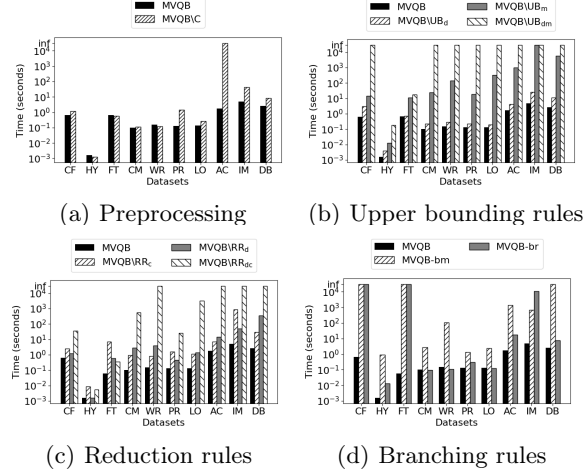 MVQB
MVQB\C
Time (seconds)
inf
10^4
10^3
10^2
10^1
10^0
10^-1
10^-2
10^-3
CF HY FT CM WR PR LO AC IM DB
Datasets
(a) Preprocessing
MVQB MVQB\UB_m
MVQB\UB_d MVQB\UB_dm
Time (seconds)
inf
10^4
10^3
10^2
10^1
10^0
10^-1
10^-2
10^-3
CF HY FT CM WR PR LO AC IM DB
Datasets
(b) Upper bounding rules
MVQB MVQB\RR_d
MVQB\RR_c MVQB\RR_dc
Time (seconds)
inf
10^4
10^3
10^2
10^1
10^0
10^-1
10^-2
10^-3
CF HY FT CM WR PR LO AC IM DB
Datasets
(c) Reduction rules
MVQB MVQB-br
MVQB-bm
Time (seconds)
inf
10^4
10^3
10^2
10^1
10^0
10^-1
10^-2
10^-3
CF HY FT CM WR PR LO AC IM DB
Datasets
(d) Branching rules